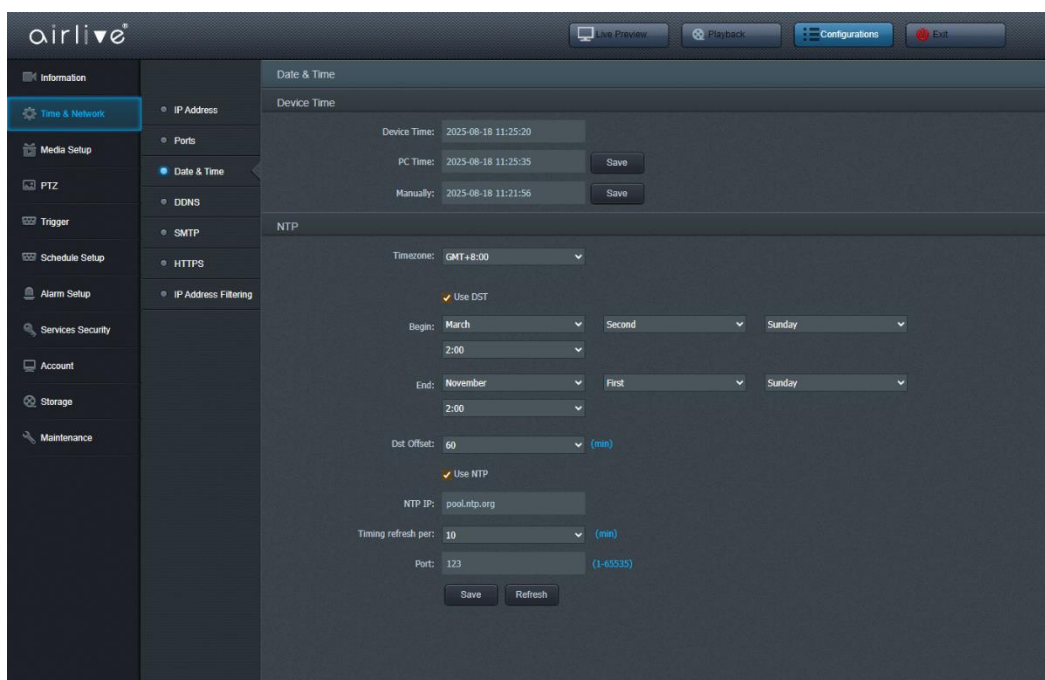 airlive®
Live Preview
Playback
Configurations
Exit
Information
Time & Network
Media Setup
PTZ
Trigger
Schedule Setup
Alarm Setup
Services Security
Account
Storage
Maintenance
IP Address
Ports
Date & Time
DDNS
SMTP
HTTPS
IP Address Filtering
Date & Time
Device Time
Device Time: 2025-08-18 11:25:20
PC Time: 2025-08-18 11:25:35 Save
Manually: 2025-08-18 11:21:56 Save
NTP
Timezone: GMT+8:00
Use DST
Begin: March Second Sunday
2:00
End: November First Sunday
2:00
Dst Offset: 60 (min)
Use NTP
NTP IP: pool.ntp.org
Timing refresh per: 10 (min)
Port: 123 (1-65535)
Save Refresh